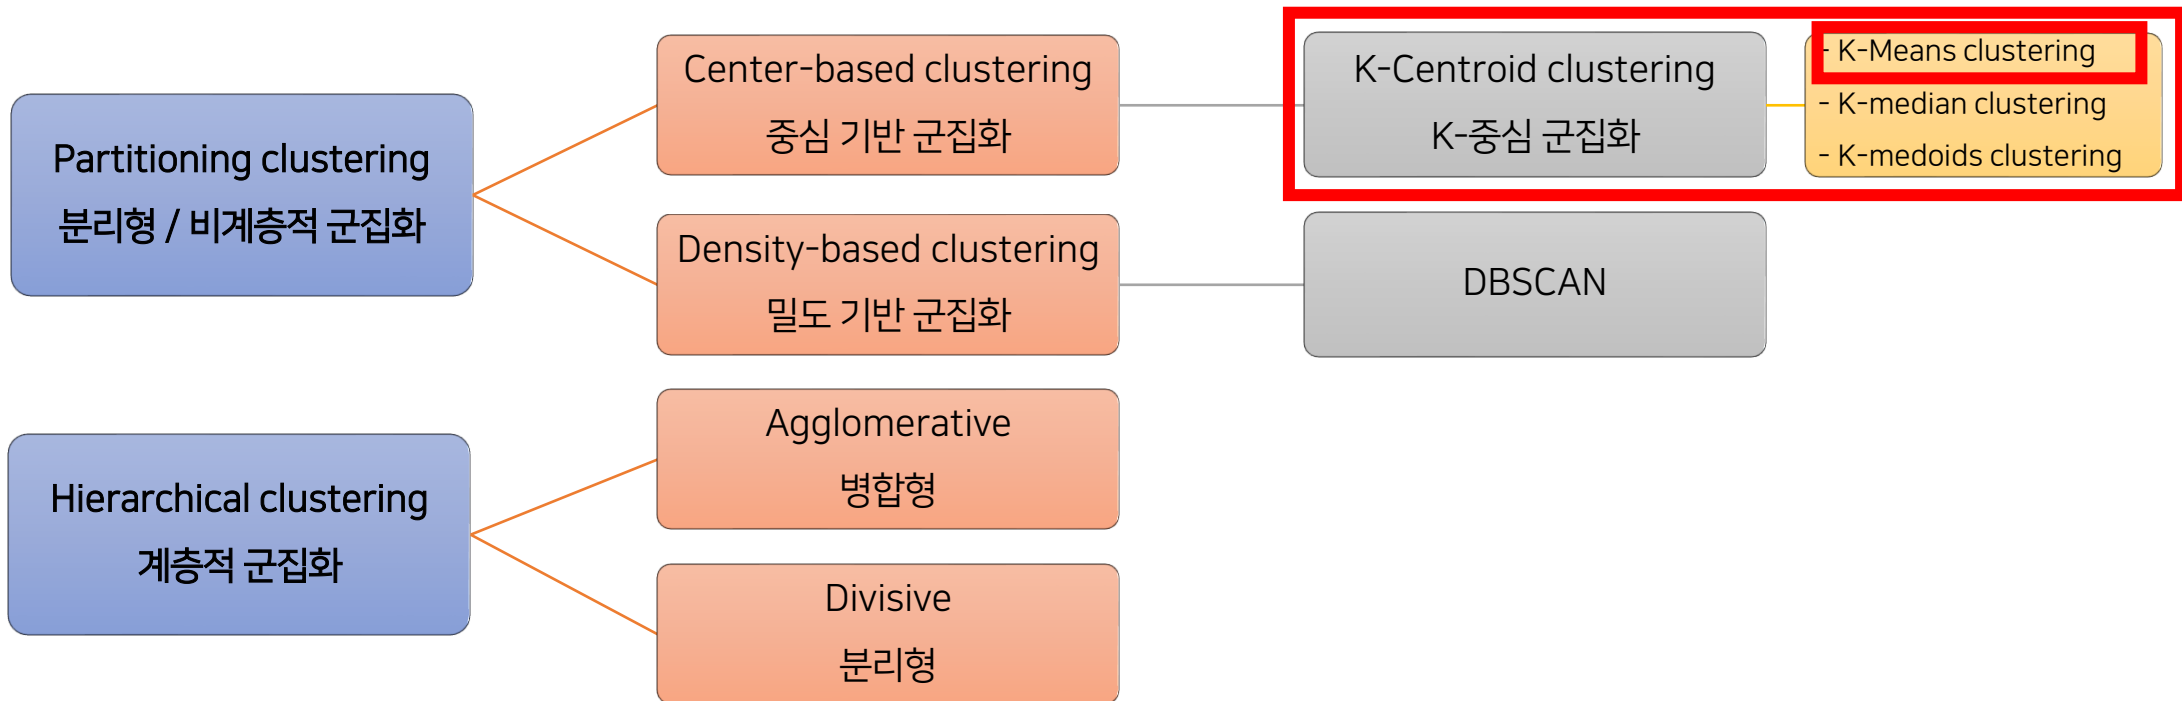 Partitioning clustering
분리형 / 비계층적 군집화
Center-based clustering
중심 기반 군집화
K-Centroid clustering
K-중심 군집화
- K-Means clustering
- K-median clustering
- K-medoids clustering
Density-based clustering
밀도 기반 군집화
DBSCAN
Hierarchical clustering
계층적 군집화
Agglomerative
병합형
Divisive
분리형